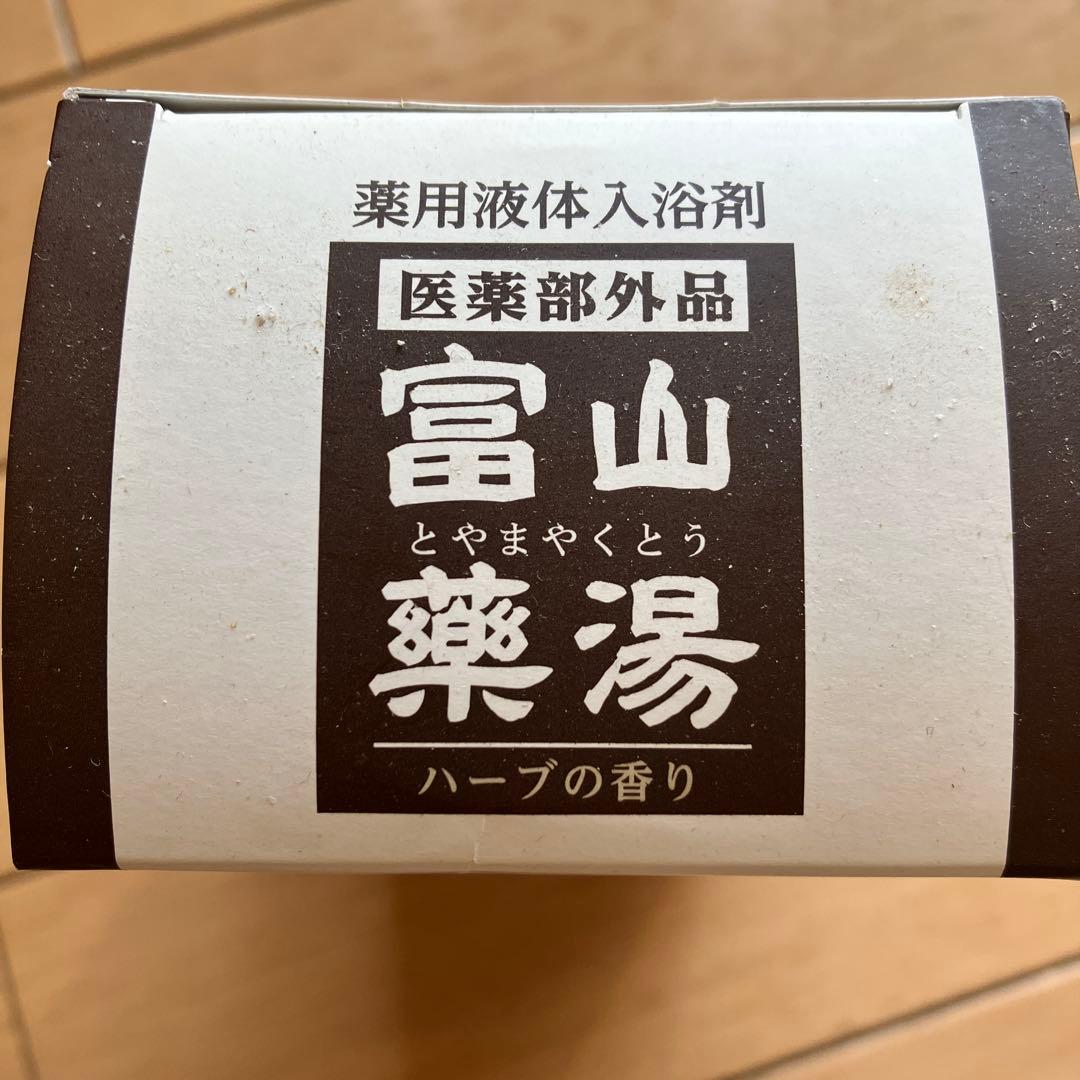 薬用液体入浴剤
医薬部外品
富山
とやまやくとう
藥湯
ハーブの香り